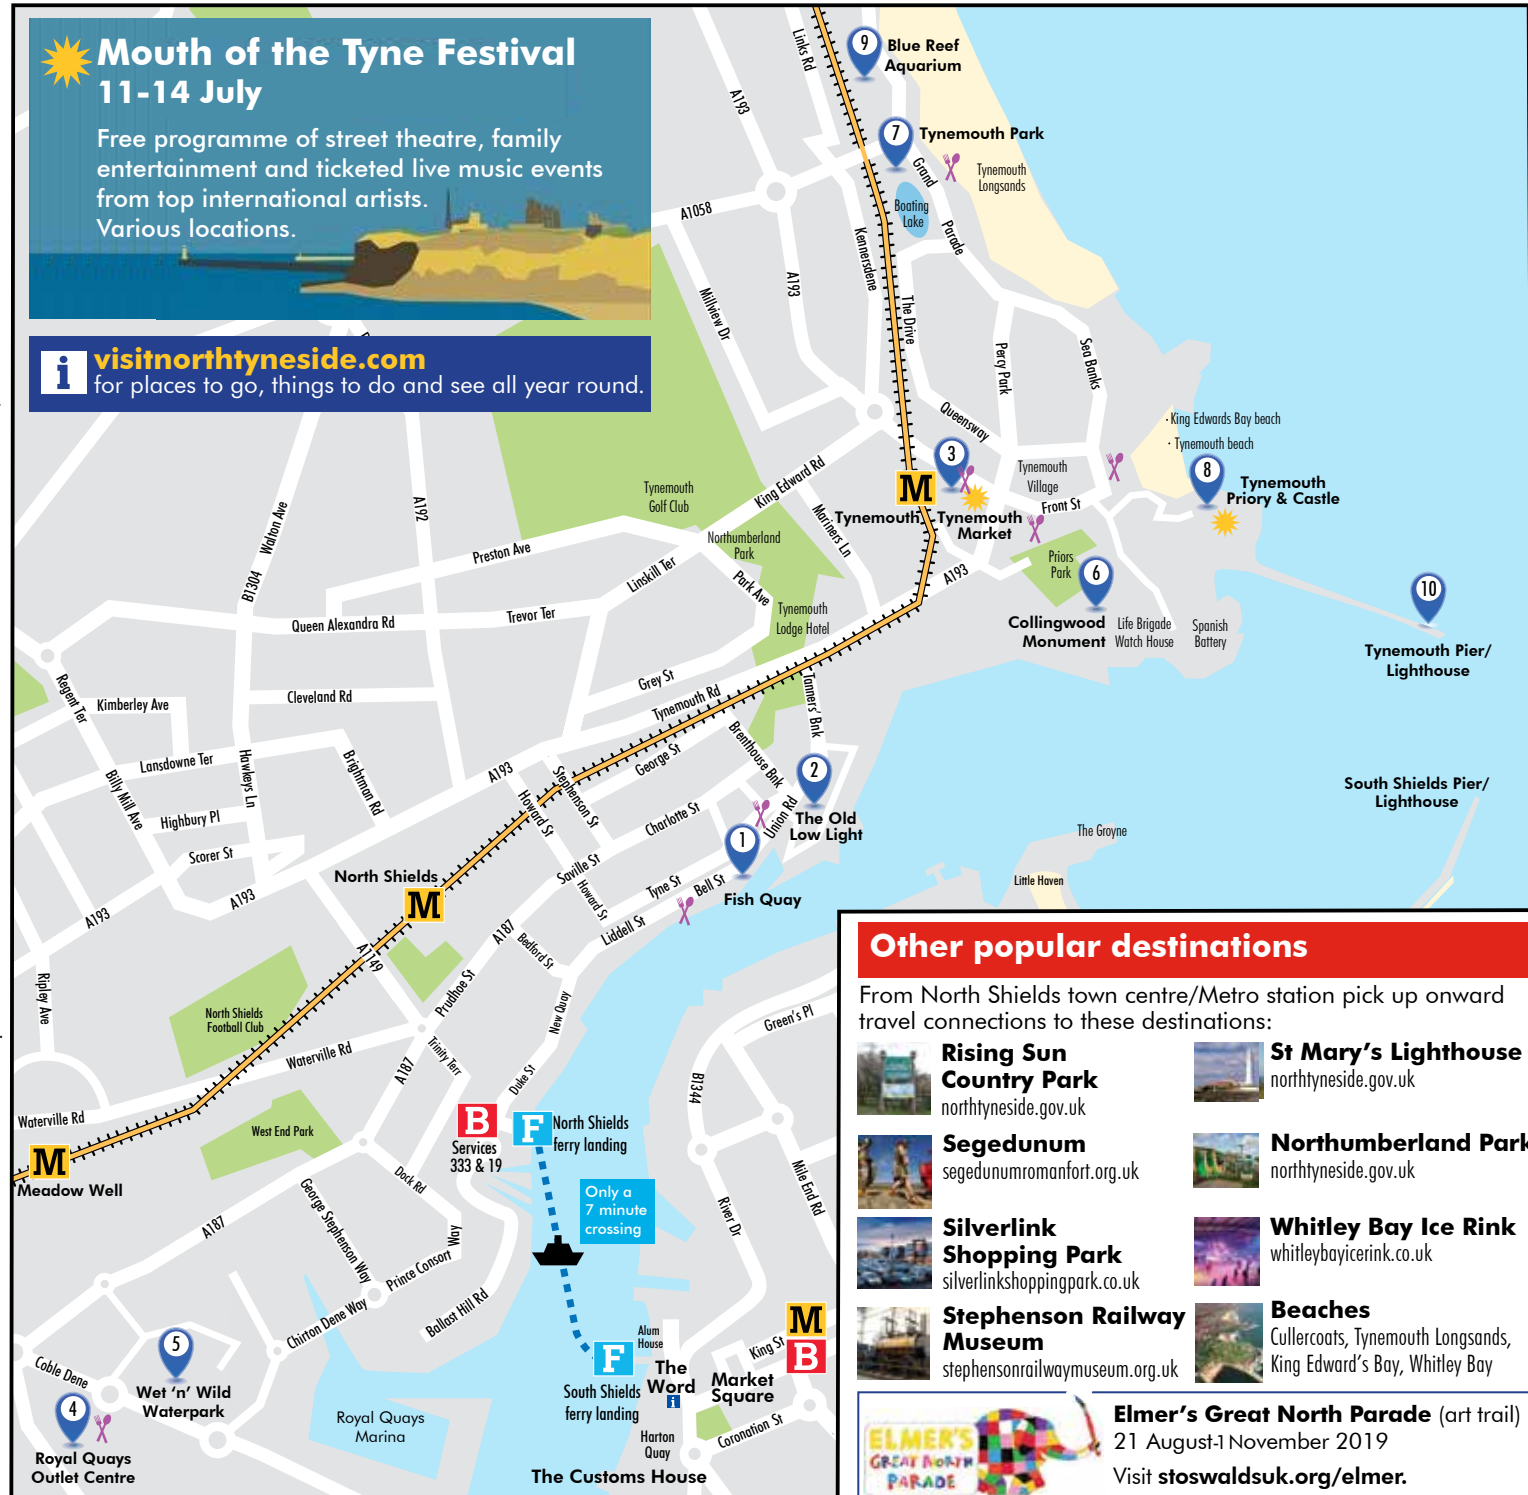 Mouth of the Tyne Festival
11-14 July
Free programme of street theatre, family
entertainment and ticketed live music events
from top international artists.
Various locations.
i visitnorthtyneside.com
for places to go, things to do and see all year round.
Links Rd
9
Blue Reef
Aquarium
A193
7
Tynemouth Park
Grand
Parade
Tynemouth
Longsands
Boating
Lake
A1058
Kennersdene
A193
Millview Dr
The Drive
Percy Park
Sea Banks
Queensway
· King Edwards Bay beach
· Tynemouth beach
3
M
Tynemouth
Tynemouth
Market
Tynemouth
Village
Front St
8
Tynemouth
Priory & Castle
Tynemouth
Golf Club
King Edward Rd
Mariners Ln
Walton Ave
B1304
A192
Preston Ave
Northumberland
Park
Linskill Ter
Park Ave
A193
Priors
Park
6
Collingwood
Monument
Life Brigade
Watch House
Spanish
Battery
10
Tynemouth Pier/
Lighthouse
Queen Alexandra Rd
Trevor Ter
Tynemouth
Lodge Hotel
Regent Ter
Kimberley Ave
Cleveland Rd
Grey St
Tynemouth Rd
Tanners' Bnk
Lansdowne Ter
Hawkeys Ln
Brightman Rd
Billy Mill Ave
Highbury Pl
Scorer St
A193
Stephenson St
Howard St
George St
Brenthouse Bnk
2
The Old
Low Light
Union Rd
Charlotte St
1
Fish Quay
Saville St
Howard St
Tyne St
Bell St
Liddell St
South Shields Pier/
Lighthouse
The Groyne
Little Haven
North Shields
M
A193
A193
A1149
A187
Bedford St
Prudhoe St
New Quay
Ripley Ave
North Shields
Football Club
Waterville Rd
Trinity Terr
A187
Duke St
Green's Pl
B1344
Waterville Rd
M
Meadow Well
West End Park
B
Services
333 & 19
F
North Shields
ferry landing
Only a
7 minute
crossing
Dock Rd
George Stephenson Way
A187
Prince Consort Way
Ballast Hill Rd
Chirton Dene Way
River Dr
Mile End Rd
5
Wet 'n' Wild
Waterpark
Coble Dene
4
Royal Quays
Outlet Centre
Royal Quays
Marina
F
South Shields
ferry landing
Alum
House
The
Word
i
Harton
Quay
The Customs House
Market
Square
King St
M
B
Coronation St
Other popular destinations
From North Shields town centre/Metro station pick up onward
travel connections to these destinations:
Rising Sun
Country Park
northtyneside.gov.uk
Segedunum
segedunumromanfort.org.uk
Silverlink
Shopping Park
silverlinkshoppingpark.co.uk
Stephenson Railway
Museum
stephensonrailwaymuseum.org.uk
St Mary's Lighthouse
northtyneside.gov.uk
Northumberland Park
northtyneside.gov.uk
Whitley Bay Ice Rink
whitleybayicerink.co.uk
Beaches
Cullercoats, Tynemouth Longsands,
King Edward's Bay, Whitley Bay
ELMER'S
GREAT NORTH
PARADE
Elmer's Great North Parade (art trail)
21 August-1 November 2019
Visit stoswaldsuk.org/elmer.